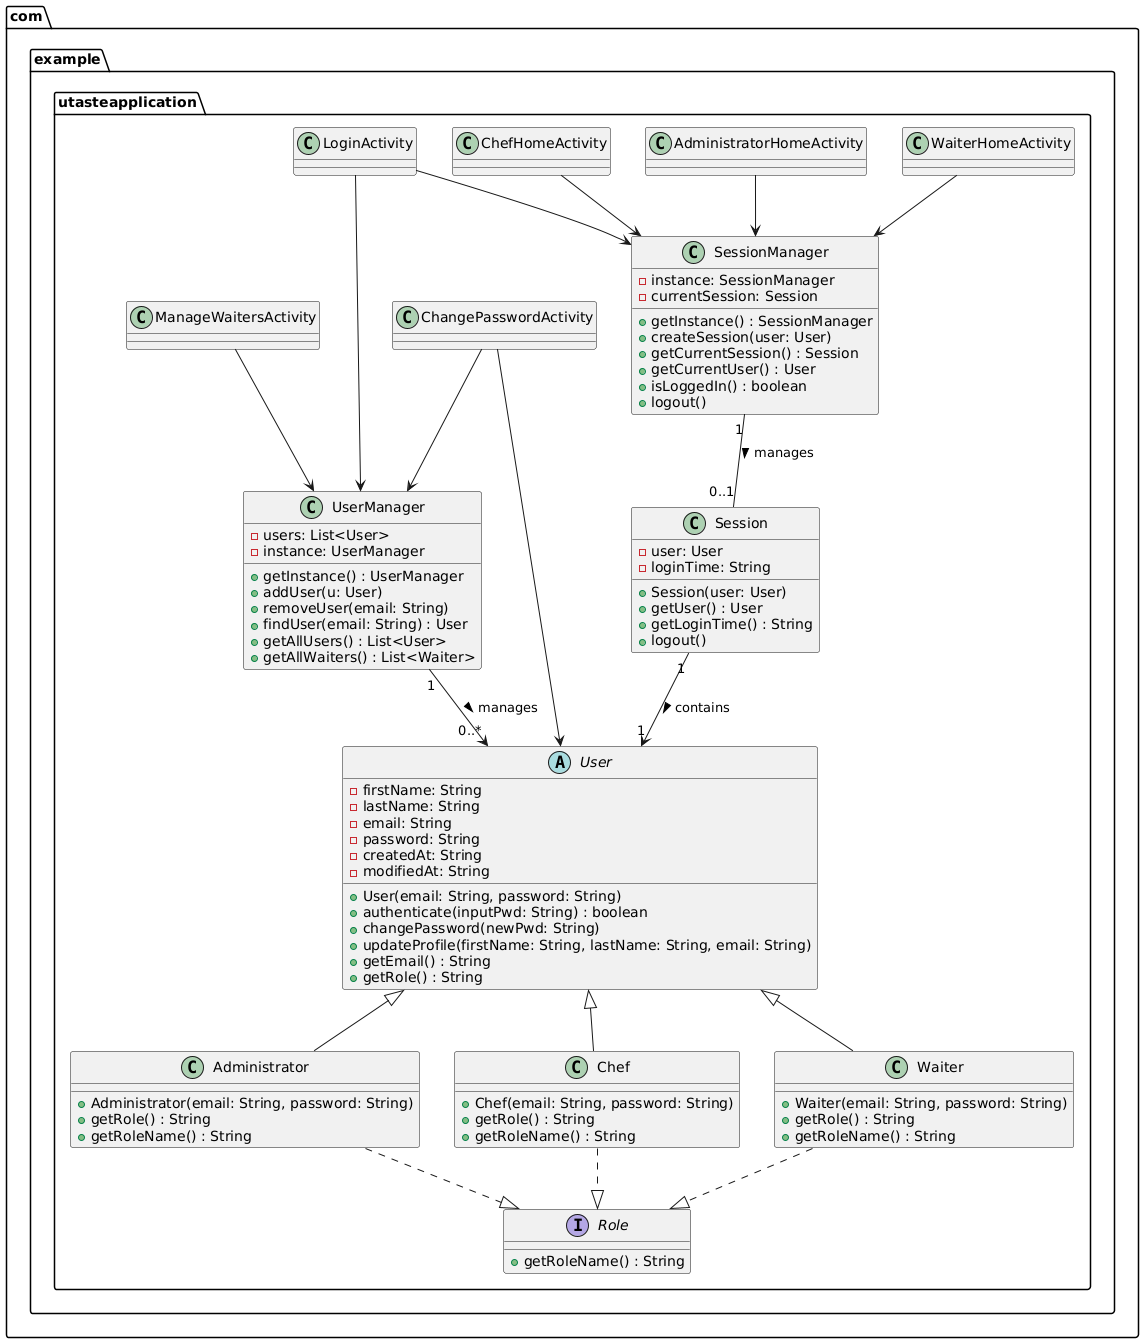 com
example
utasteapplication
C LoginActivity
C ChefHomeActivity
C AdministratorHomeActivity
C WaiterHomeActivity
C SessionManager
instance: SessionManager
currentSession: Session
getInstance() : SessionManager
createSession(user: User)
getCurrentSession() : Session
getCurrentUser() : User
isLoggedIn() : boolean
logout()
C ManageWaitersActivity
C ChangePasswordActivity
1
manages
0..1
C UserManager
users: List<User>
instance: UserManager
getInstance() : UserManager
addUser(u: User)
removeUser(email: String)
findUser(email: String) : User
getAllUsers() : List<User>
getAllWaiters() : List<Waiter>
C Session
user: User
loginTime: String
Session(user: User)
getUser() : User
getLoginTime() : String
logout()
1
manages
0..*
1
contains
1
A User
firstName: String
lastName: String
email: String
password: String
createdAt: String
modifiedAt: String
User(email: String, password: String)
authenticate(inputPwd: String) : boolean
changePassword(newPwd: String)
updateProfile(firstName: String, lastName: String, email: String)
getEmail() : String
getRole() : String
C Administrator
Administrator(email: String, password: String)
getRole() : String
getRoleName() : String
C Chef
Chef(email: String, password: String)
getRole() : String
getRoleName() : String
C Waiter
Waiter(email: String, password: String)
getRole() : String
getRoleName() : String
I Role
getRoleName() : String